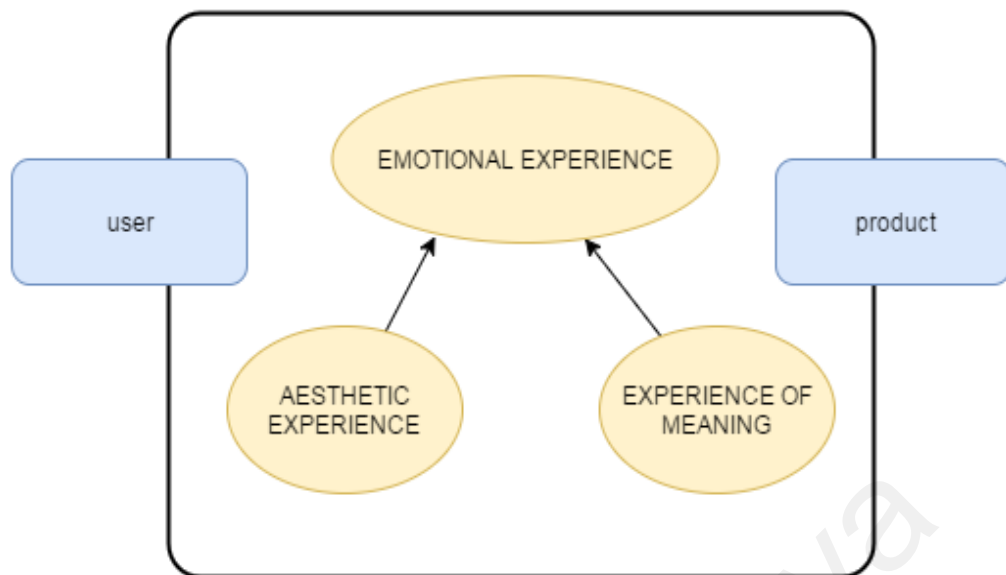 EMOTIONAL EXPERIENCE
user
product
AESTHETIC
EXPERIENCE
EXPERIENCE OF
MEANING